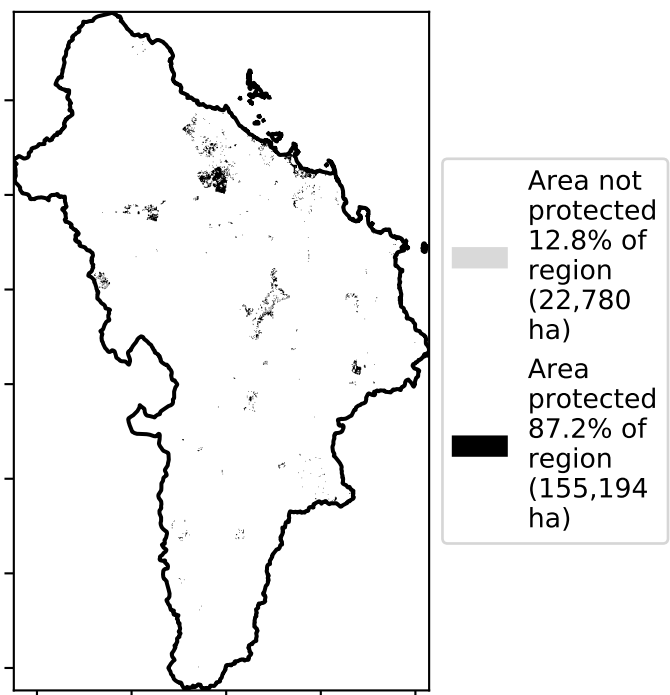 Area not
protected
12.8% of
region
(22,780
ha)
Area
protected
87.2% of
region
(155,194
ha)